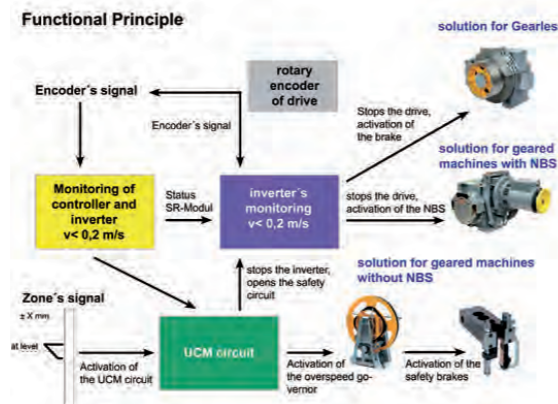 Functional Principle
solution for Gearles
Encoder´s signal
rotary
encoder
of drive
Encoder´s signal
Stops the drive,
activation of
the brake
solution for geared
machines with NBS
Monitoring of
controller and
inverter
v< 0,2 m/s
Status
SR-Modul
inverter´s
monitoring
v< 0,2 m/s
stops the drive,
activation of the NBS
Zone´s signal
± X mm
at level
stops the inverter,
opens the safety
circuit
solution for geared machines
without NBS
Activation of
the UCM circuit
UCM circuit
Activation of
the overspeed go-
vernor
Activation of the
safety brakes